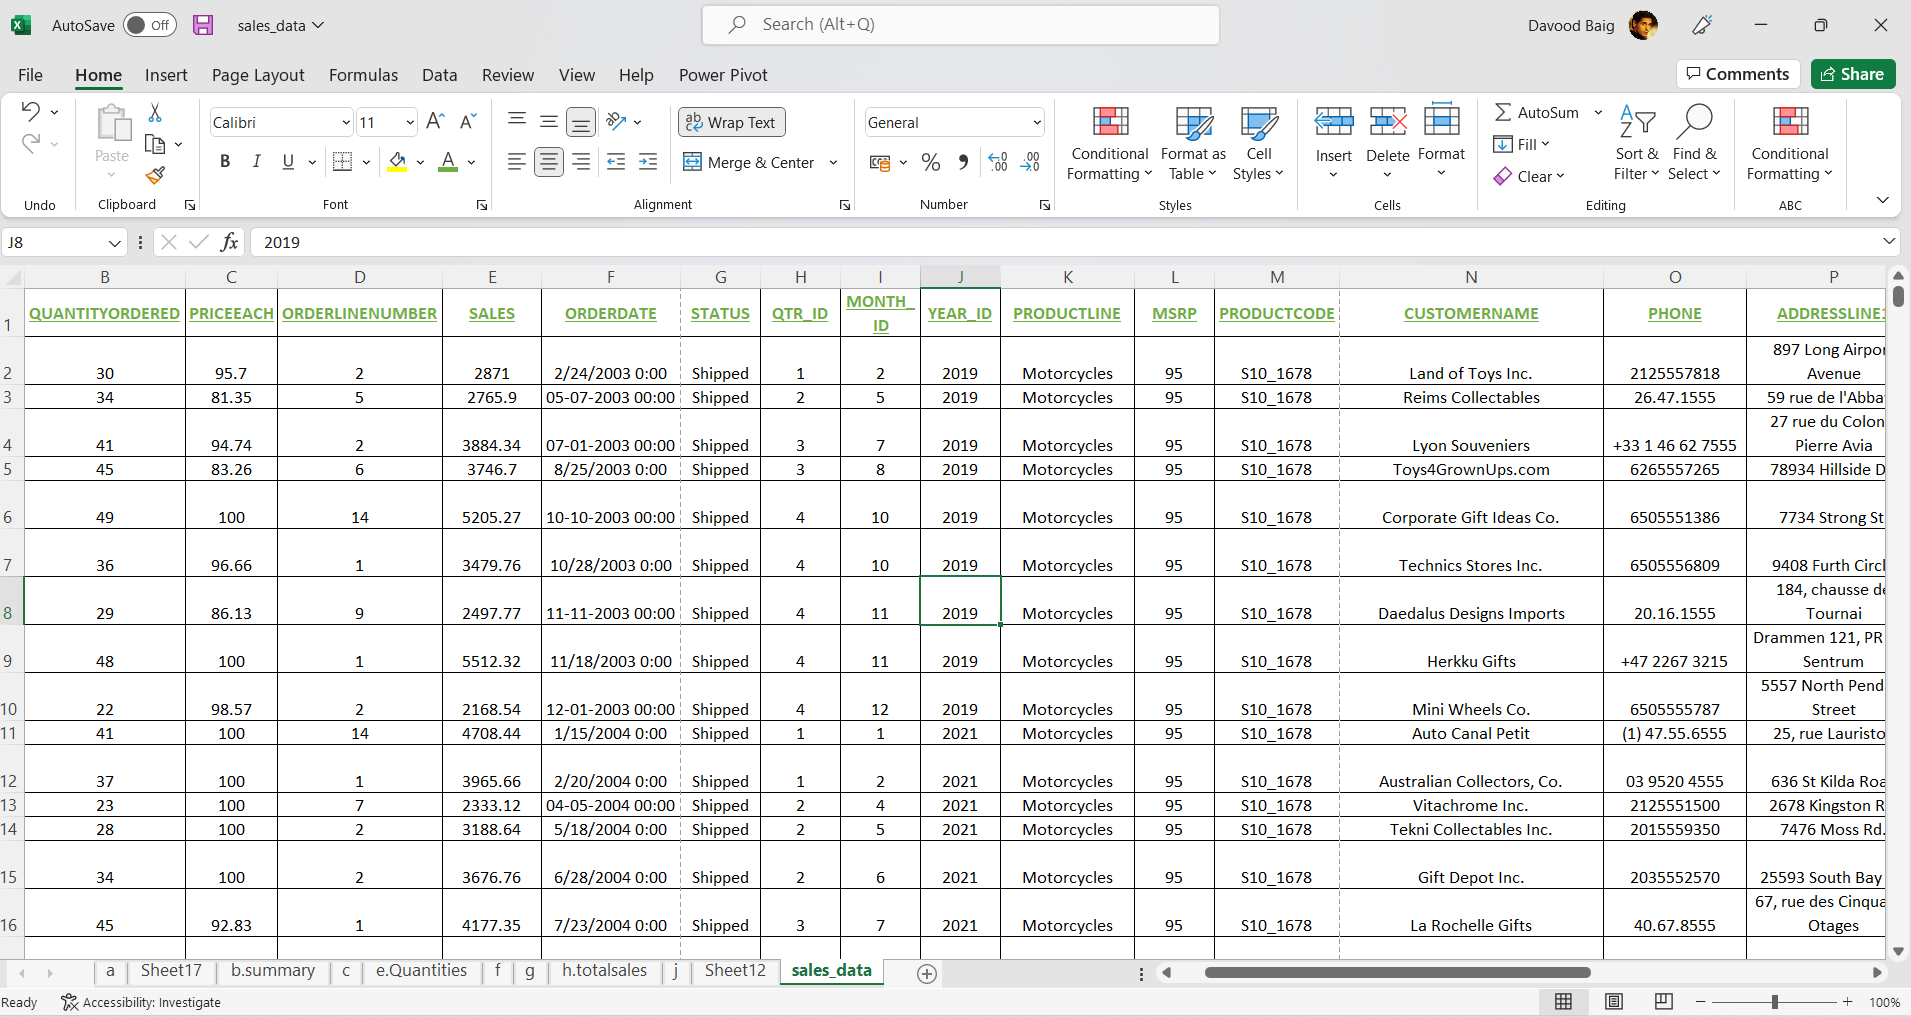 AutoSave Off sales_data Search (Alt+Q) Davood Baig
File Home Insert Page Layout Formulas Data Review View Help Power Pivot Comments Share
Calibri 11 ab Wrap Text General AutoSum
Paste Conditional Formatting Format as Table Cell Styles Insert Delete Format Fill Sort & Filter Find & Select Conditional Formatting
B I U A Merge & Center % Clear
Undo Clipboard Font Alignment Number Styles Cells Editing ABC
J8 fx 2019
B C D E F G H I J K L M N O P
1 QUANTITYORDERED PRICEEACH ORDERLINENUMBER SALES ORDERDATE STATUS QTR_ID MONTH_ID YEAR_ID PRODUCTLINE MSRP PRODUCTCODE CUSTOMERNAME PHONE ADDRESSLINE1
2 30 95.7 2 2871 2/24/2003 0:00 Shipped 1 2 2019 Motorcycles 95 S10_1678 Land of Toys Inc. 2125557818 897 Long Airpor Avenue
3 34 81.35 5 2765.9 05-07-2003 00:00 Shipped 2 5 2019 Motorcycles 95 S10_1678 Reims Collectables 26.47.1555 59 rue de l'Abba
4 41 94.74 2 3884.34 07-01-2003 00:00 Shipped 3 7 2019 Motorcycles 95 S10_1678 Lyon Souveniers +33 1 46 62 7555 27 rue du Colon Pierre Avia
5 45 83.26 6 3746.7 8/25/2003 0:00 Shipped 3 8 2019 Motorcycles 95 S10_1678 Toys4GrownUps.com 6265557265 78934 Hillside D
6 49 100 14 5205.27 10-10-2003 00:00 Shipped 4 10 2019 Motorcycles 95 S10_1678 Corporate Gift Ideas Co. 6505551386 7734 Strong St
7 36 96.66 1 3479.76 10/28/2003 0:00 Shipped 4 10 2019 Motorcycles 95 S10_1678 Technics Stores Inc. 6505556809 9408 Furth Circl
8 29 86.13 9 2497.77 11-11-2003 00:00 Shipped 4 11 2019 Motorcycles 95 S10_1678 Daedalus Designs Imports 20.16.1555 184, chausse de Tournai
9 48 100 1 5512.32 11/18/2003 0:00 Shipped 4 11 2019 Motorcycles 95 S10_1678 Herkku Gifts +47 2267 3215 Drammen 121, PR Sentrum
10 22 98.57 2 2168.54 12-01-2003 00:00 Shipped 4 12 2019 Motorcycles 95 S10_1678 Mini Wheels Co. 6505555787 5557 North Pend Street
11 41 100 14 4708.44 1/15/2004 0:00 Shipped 1 1 2021 Motorcycles 95 S10_1678 Auto Canal Petit (1) 47.55.6555 25, rue Lauristo
12 37 100 1 3965.66 2/20/2004 0:00 Shipped 1 2 2021 Motorcycles 95 S10_1678 Australian Collectors, Co. 03 9520 4555 636 St Kilda Roa
13 23 100 7 2333.12 04-05-2004 00:00 Shipped 2 4 2021 Motorcycles 95 S10_1678 Vitachrome Inc. 2125551500 2678 Kingston R
14 28 100 2 3188.64 5/18/2004 0:00 Shipped 2 5 2021 Motorcycles 95 S10_1678 Tekni Collectables Inc. 2015559350 7476 Moss Rd.
15 34 100 2 3676.76 6/28/2004 0:00 Shipped 2 6 2021 Motorcycles 95 S10_1678 Gift Depot Inc. 2035552570 25593 South Bay
16 45 92.83 1 4177.35 7/23/2004 0:00 Shipped 3 7 2021 Motorcycles 95 S10_1678 La Rochelle Gifts 40.67.8555 67, rue des Cinqua Otages
a Sheet17 b.summary c e.Quantities f g h.totalsales j Sheet12 sales_data
Ready Accessibility: Investigate 100%